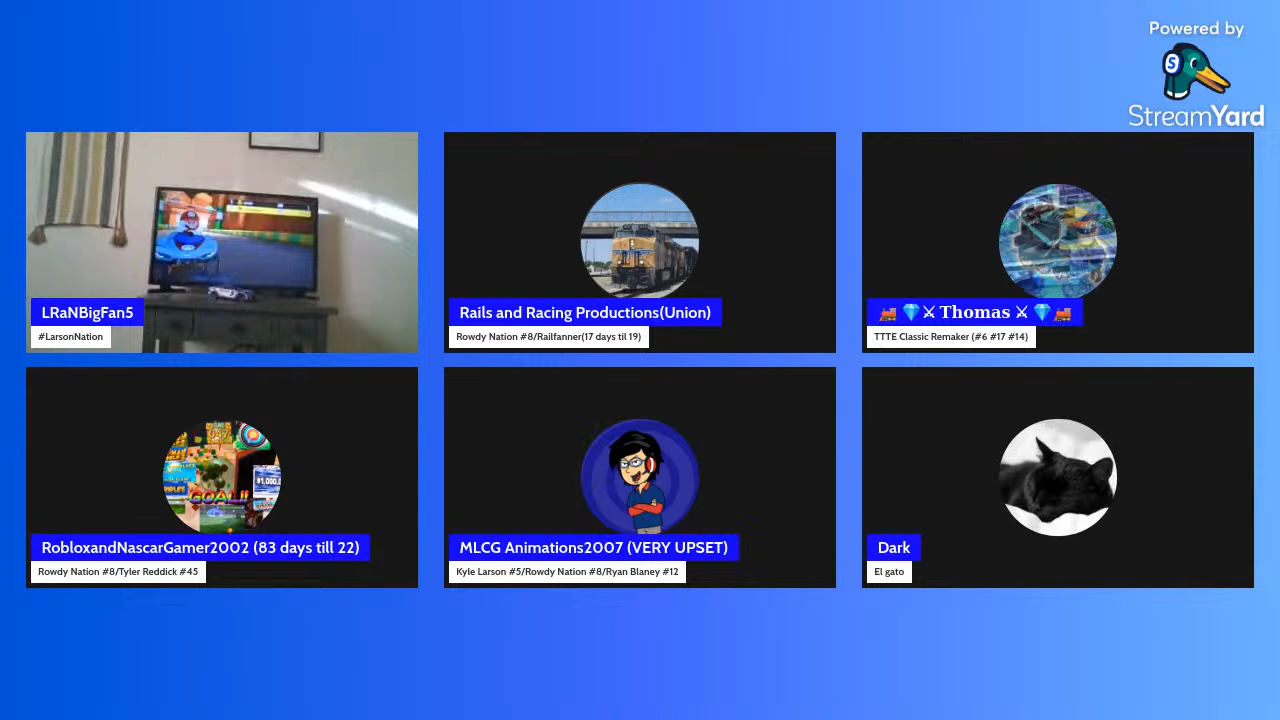 Powered by
StreamYard
LRaNBigFan5
#LarsonNation
Rails and Racing Productions(Union)
Rowdy Nation #8/Railfanner(17 days til 19)
🚂 💎⚔ Thomas ⚔ 💎🚂
TTTE Classic Remaker (#6 #17 #14)
GOAL!!
RobloxandNascarGamer2002 (83 days till 22)
Rowdy Nation #8/Tyler Reddick #45
MLCG Animations2007 (VERY UPSET)
Kyle Larson #5/Rowdy Nation #8/Ryan Blaney #12
Dark
El gato